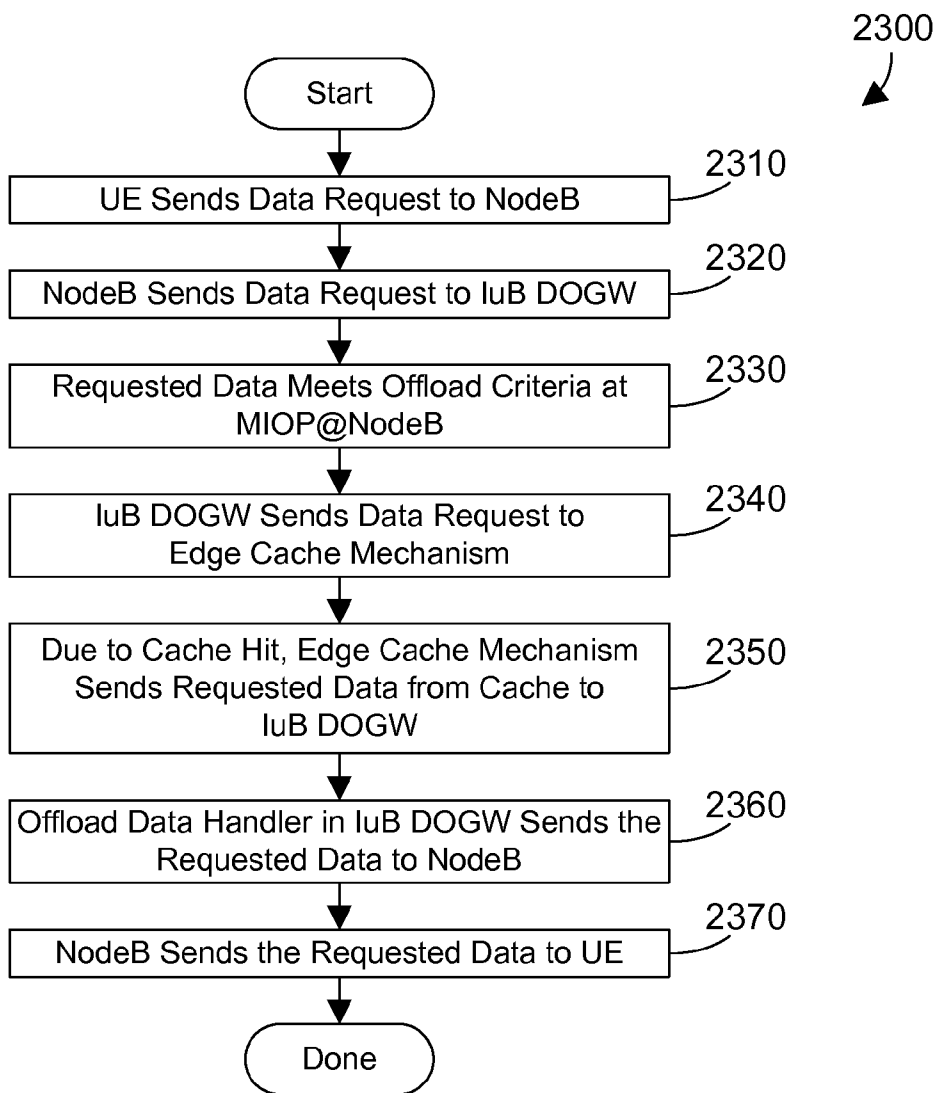 2300
Start
2310
UE Sends Data Request to NodeB
2320
NodeB Sends Data Request to IuB DOGW
2330
Requested Data Meets Offload Criteria at
MIOP@NodeB
2340
IuB DOGW Sends Data Request to
Edge Cache Mechanism
2350
Due to Cache Hit, Edge Cache Mechanism
Sends Requested Data from Cache to
IuB DOGW
2360
Offload Data Handler in IuB DOGW Sends the
Requested Data to NodeB
2370
NodeB Sends the Requested Data to UE
Done